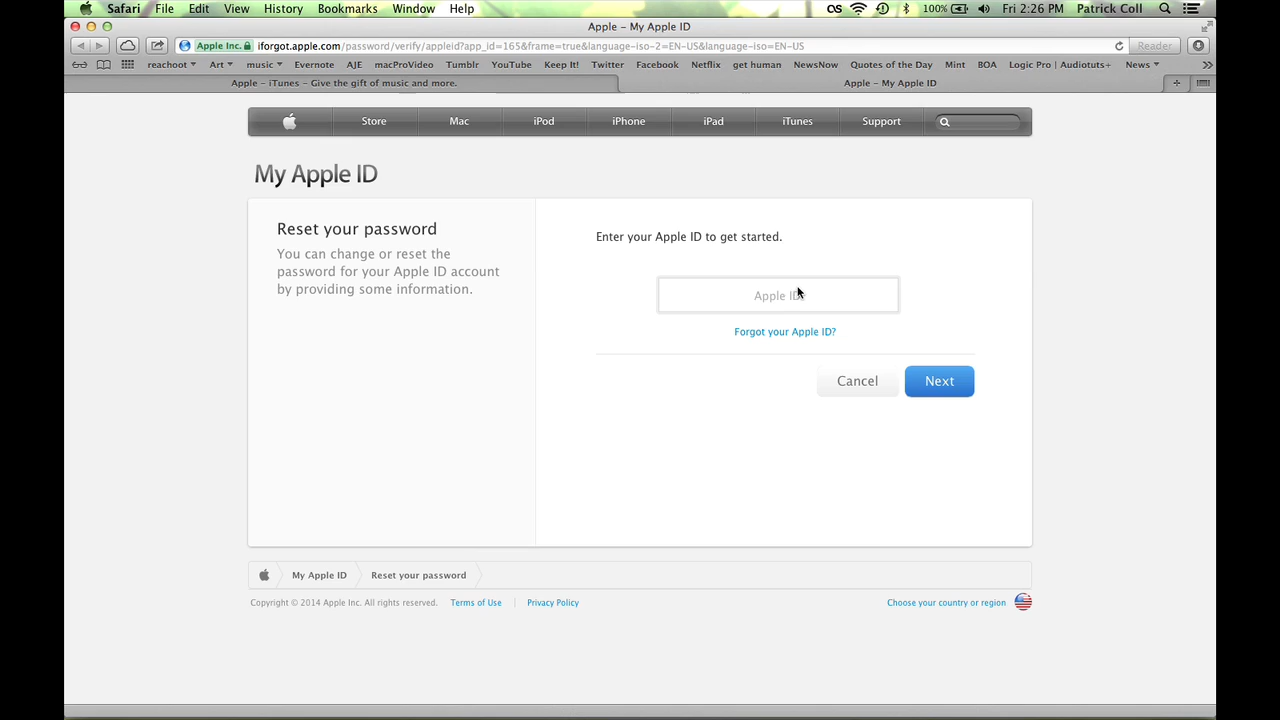 Safari File Edit View History Bookmarks Window Help 100% Fri 2:26 PM Patrick Coll
Apple – My Apple ID
Apple Inc. iforgot.apple.com/password/verify/appleid?app_id=165&frame=true&language-iso-2=EN-US&language-iso=EN-US Reader
reachoot Art music Evernote AJE macProVideo Tumblr YouTube Keep It! Twitter Facebook Netflix get human NewsNow Quotes of the Day Mint BOA Logic Pro | Audiotuts+ News
Apple – iTunes – Give the gift of music and more. Apple – My Apple ID
Store Mac iPod iPhone iPad iTunes Support
My Apple ID
Reset your password
You can change or reset the
password for your Apple ID account
by providing some information.
Enter your Apple ID to get started.
Apple ID
Forgot your Apple ID?
Cancel Next
My Apple ID Reset your password
Copyright © 2014 Apple Inc. All rights reserved. Terms of Use | Privacy Policy Choose your country or region